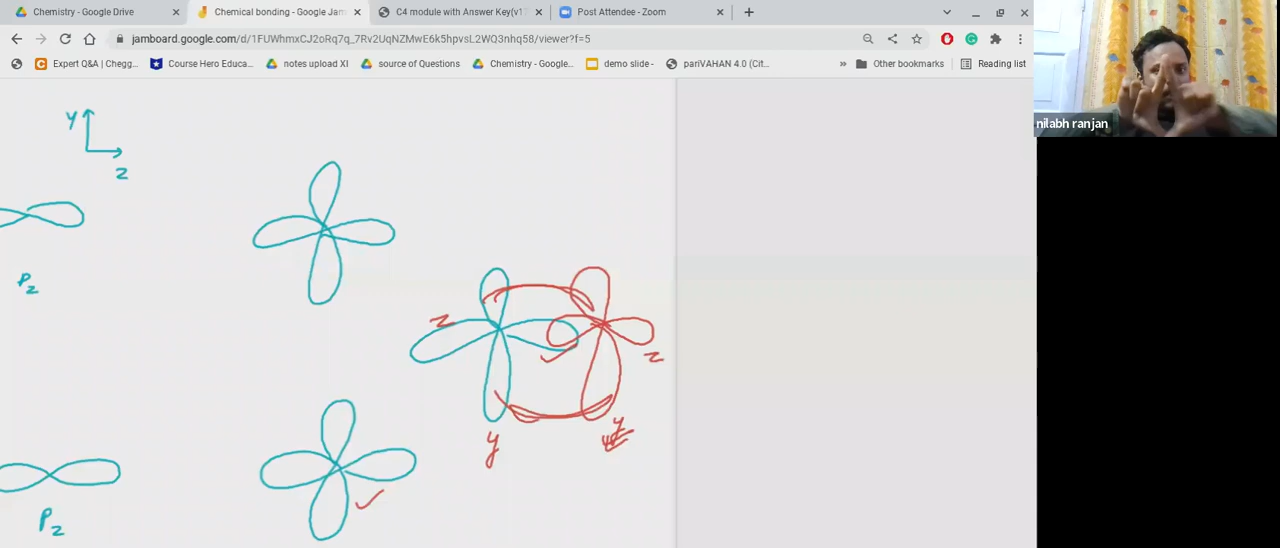 Chemistry - Google Drive
Chemical bonding - Google Jam
C4 module with Answer Key(v1
Post Attendee - Zoom
jamboard.google.com/d/1FUWhmxCJ2oRq7q_7Rv2UqNZMwE6k5hpvsL2WQ3nhq58/viewer?f=5
Expert Q&A | Chegg...
Course Hero Educa...
notes upload XI
source of Questions
Chemistry - Google...
demo slide -
pariVAHAN 4.0 (Cit...
» Other bookmarks
Reading list
nilabh ranjan
Y
z
Pz
z
z
y
y
Pz